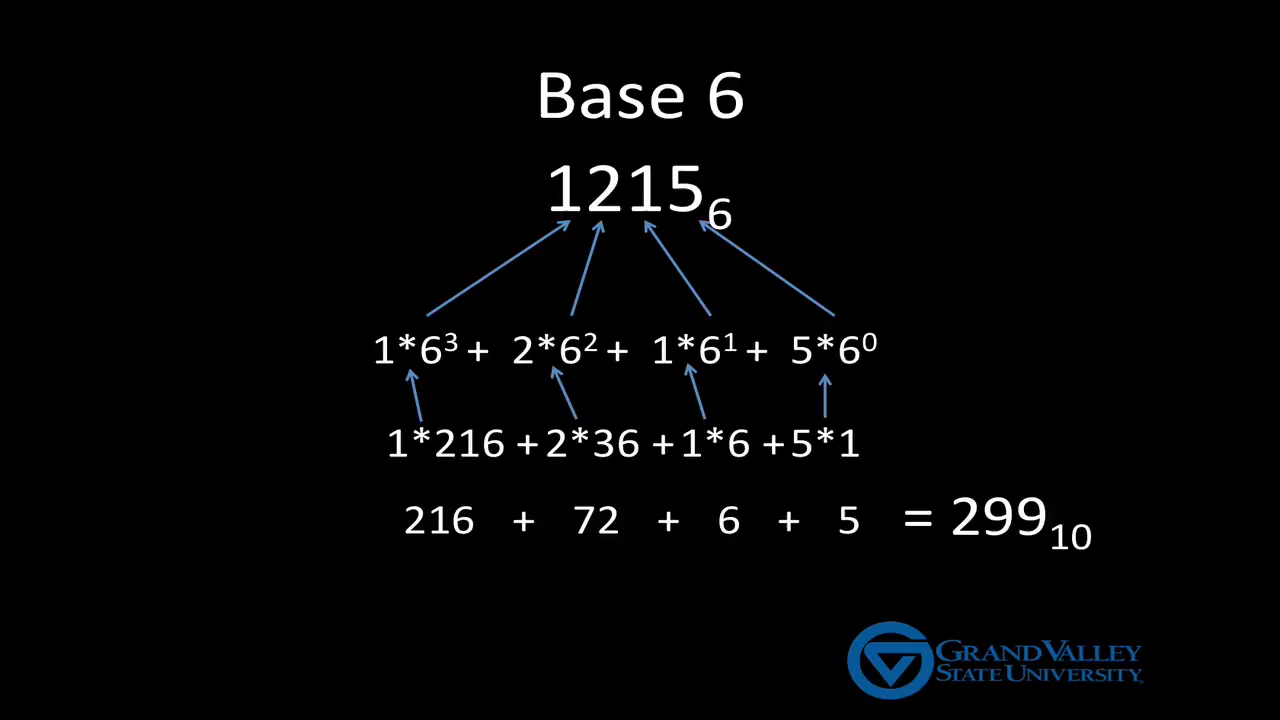 Base 6
1215₆
1*6³ + 2*6² + 1*6¹ + 5*6⁰
1*216 + 2*36 + 1*6 + 5*1
216 + 72 + 6 + 5 = 299₁₀
GRAND VALLEY
STATE UNIVERSITY